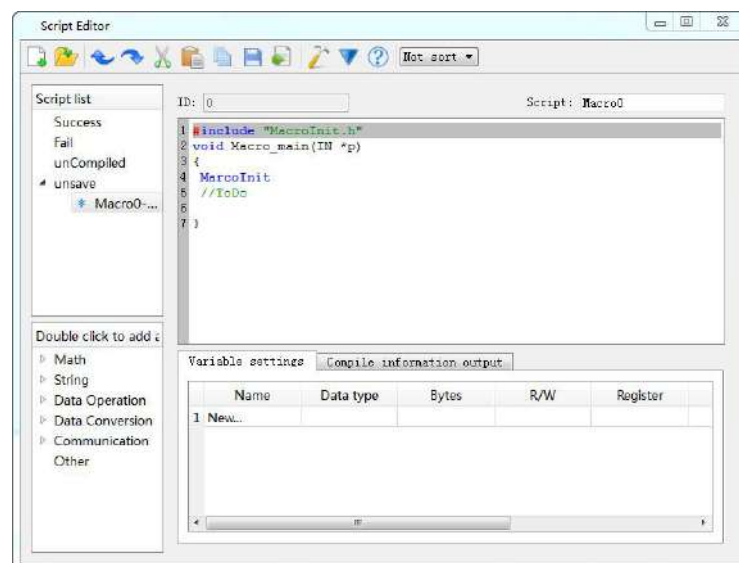 Script Editor
Not sort
Script list
Success
Fail
unCompiled
unsave
Macro0-...
ID: 0
Script: Macro0
1 #include "MacroInit.h"
2 void Macro_main(IN *p)
3 {
4 MarcoInit
5 //ToDo
6
7 }
Double click to add a
Math
String
Data Operation
Data Conversion
Communication
Other
Variable settings
Compile information output
Name Data type Bytes R/W Register
1 New...